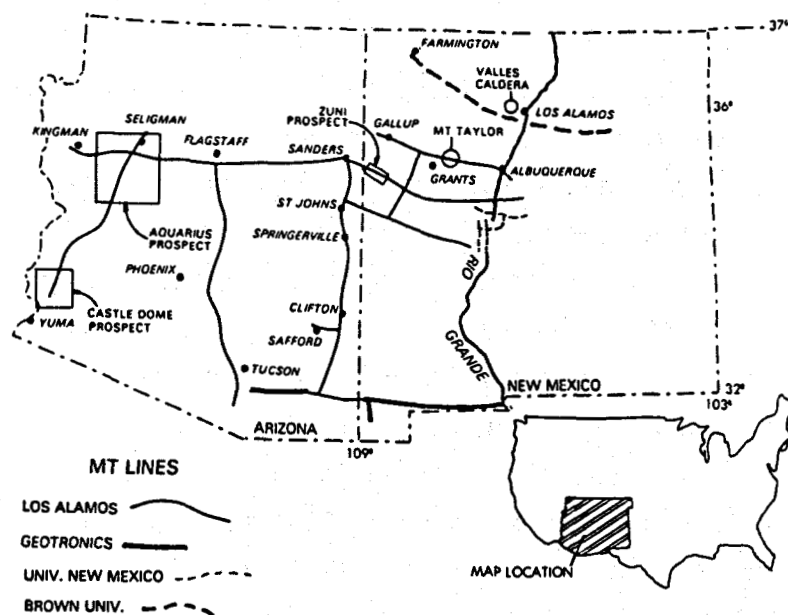 37°
FARMINGTON
VALLES
CALDERA
36°
LOS ALAMOS
ZUNI
PROSPECT
GALLUP
MT TAYLOR
SELIGMAN
KINGMAN
FLAGSTAFF
SANDERS
GRANTS
ALBUQUERQUE
ST JOHNS
AQUARIUS
PROSPECT
SPRINGERVILLE
RIO
GRANDE
PHOENIX
CASTLE DOME
PROSPECT
YUMA
CLIFTON
SAFFORD
TUCSON
NEW MEXICO
32°
103°
ARIZONA
109°
MT LINES
LOS ALAMOS
GEOTRONICS
UNIV. NEW MEXICO
BROWN UNIV.
MAP LOCATION